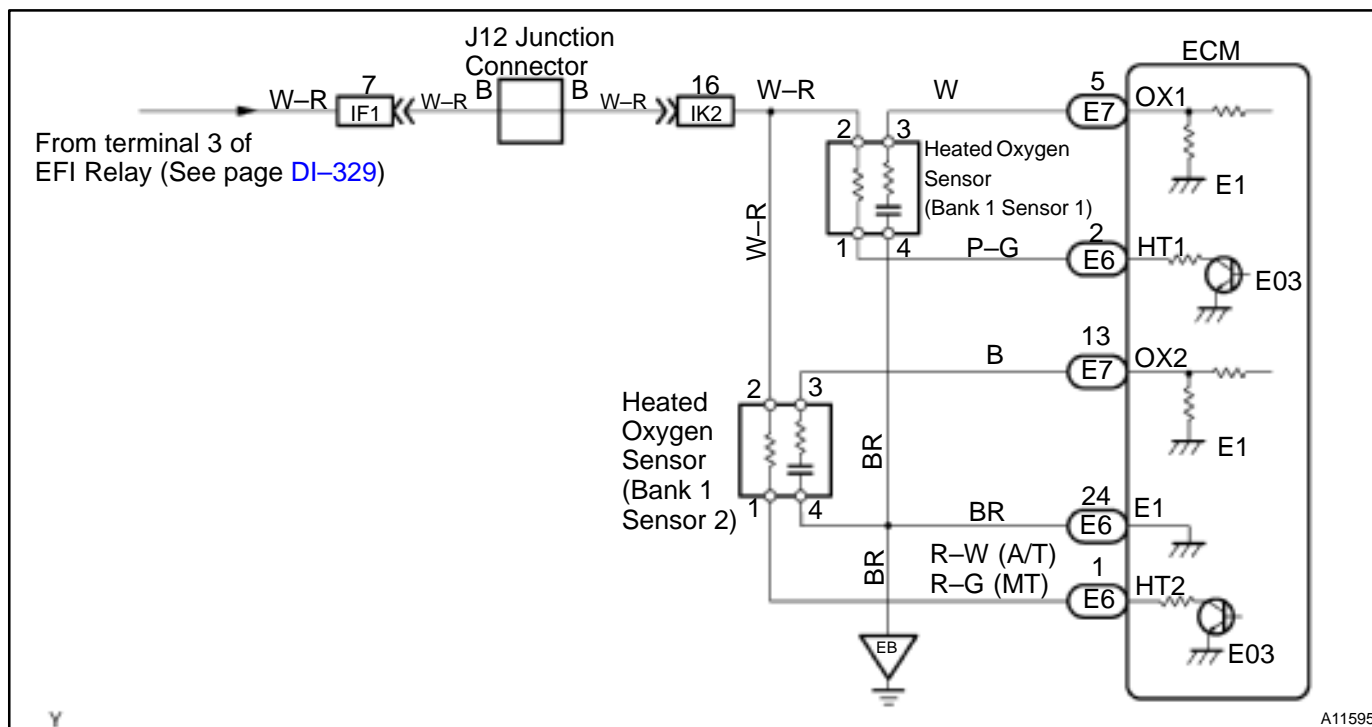 J12 Junction
Connector
ECM
7
B
B
16
W–R
W–R
W–R
W–R
W
5
OX1
IF1
IK2
E7
2
3
From terminal 3 of
EFI Relay (See page DI–329)
Heated Oxygen
Sensor
(Bank 1 Sensor 1)
E1
W–R
1
4
P–G
2
E6
HT1
E03
13
B
OX2
E7
2
3
Heated
Oxygen
Sensor
(Bank 1
Sensor 2)
BR
E1
1
4
24
BR
E6
E1
BR
R–W (A/T)
R–G (MT)
1
E6
HT2
EB
E03
Y
A11595